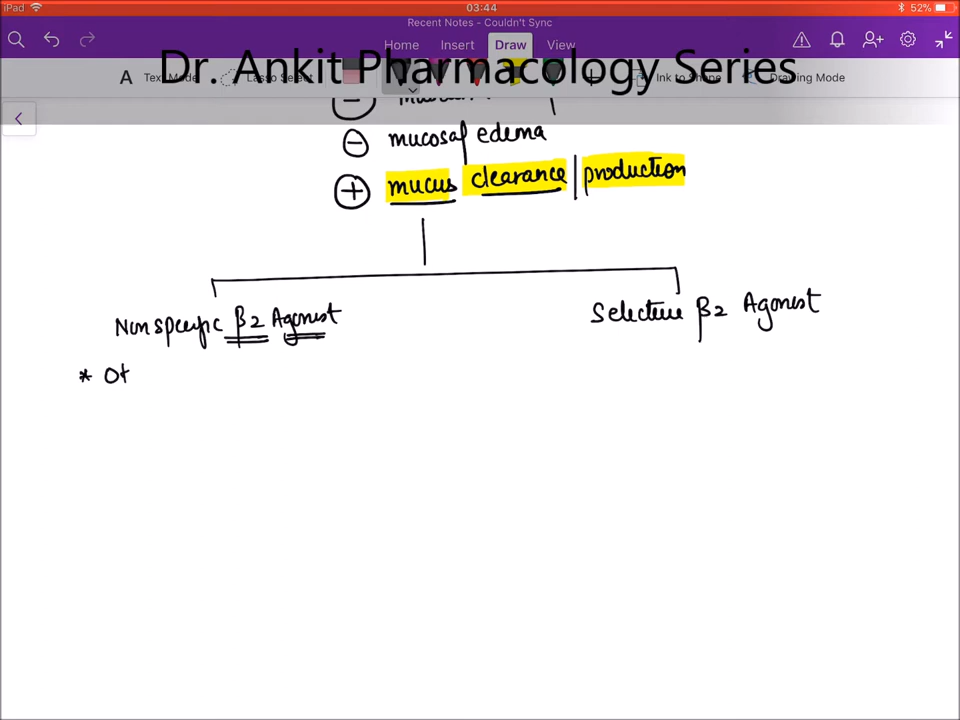 iPad 03:44 52%
Recent Notes - Couldn't Sync
Home Insert Draw View
Dr. Ankit Pharmacology Series
A Text Mode Lasso Select Ink to Shape Drawing Mode
mucosal edema
+ mucus clearance | production
Nonspecific β2 Agonist Selective β2 Agonist
* Ot